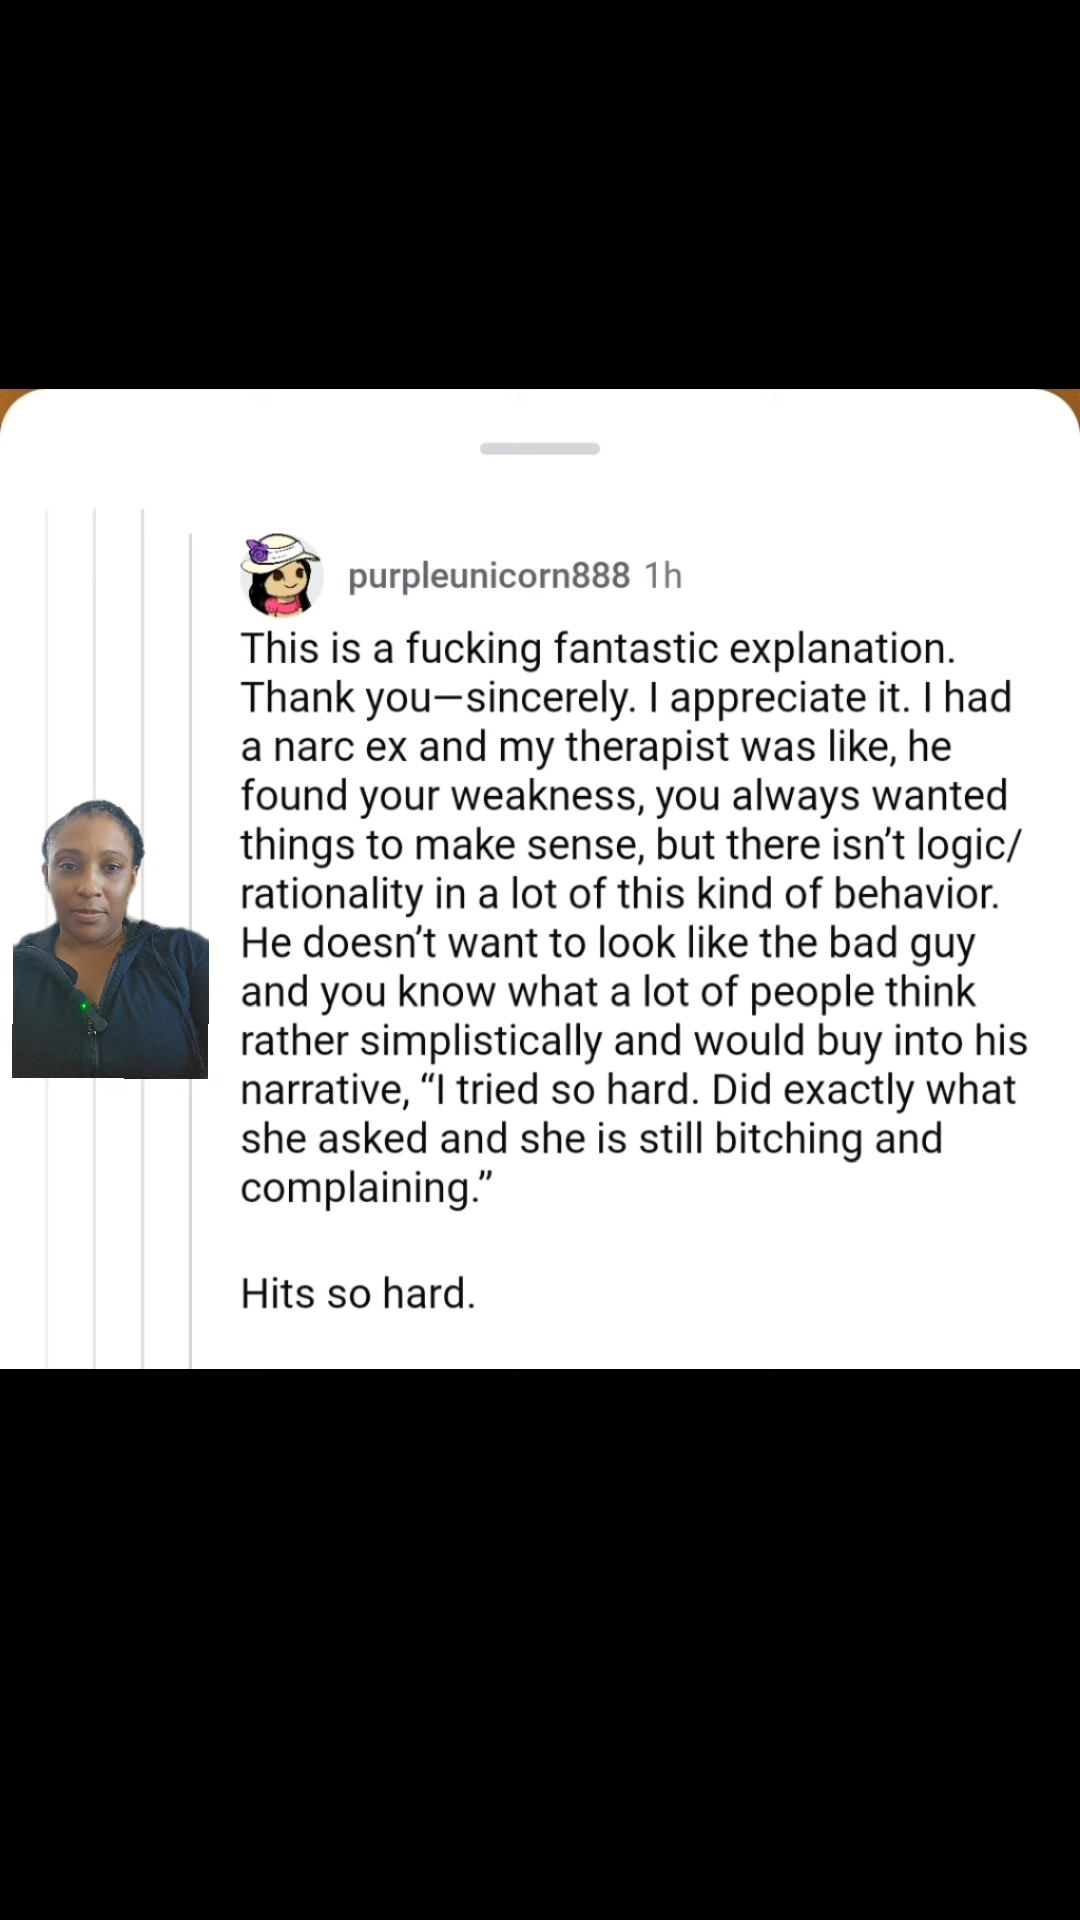 purpleunicorn888 1h
This is a fucking fantastic explanation.
Thank you—sincerely. I appreciate it. I had
a narc ex and my therapist was like, he
found your weakness, you always wanted
things to make sense, but there isn’t logic/
rationality in a lot of this kind of behavior.
He doesn’t want to look like the bad guy
and you know what a lot of people think
rather simplistically and would buy into his
narrative, “I tried so hard. Did exactly what
she asked and she is still bitching and
complaining.”
Hits so hard.